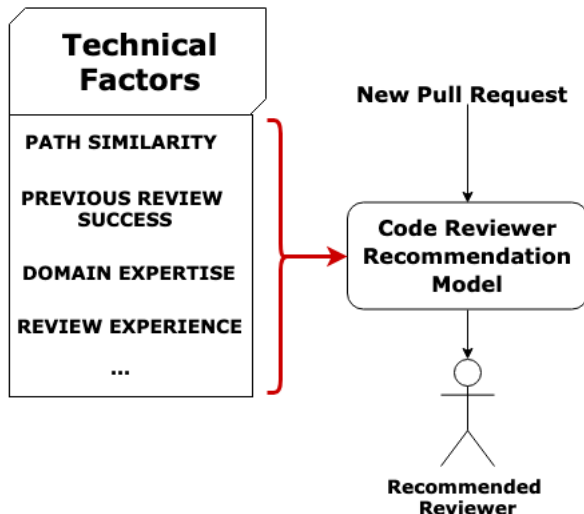 Technical
Factors
PATH SIMILARITY
PREVIOUS REVIEW
SUCCESS
DOMAIN EXPERTISE
REVIEW EXPERIENCE
...
New Pull Request
Code Reviewer
Recommendation
Model
Recommended
Reviewer